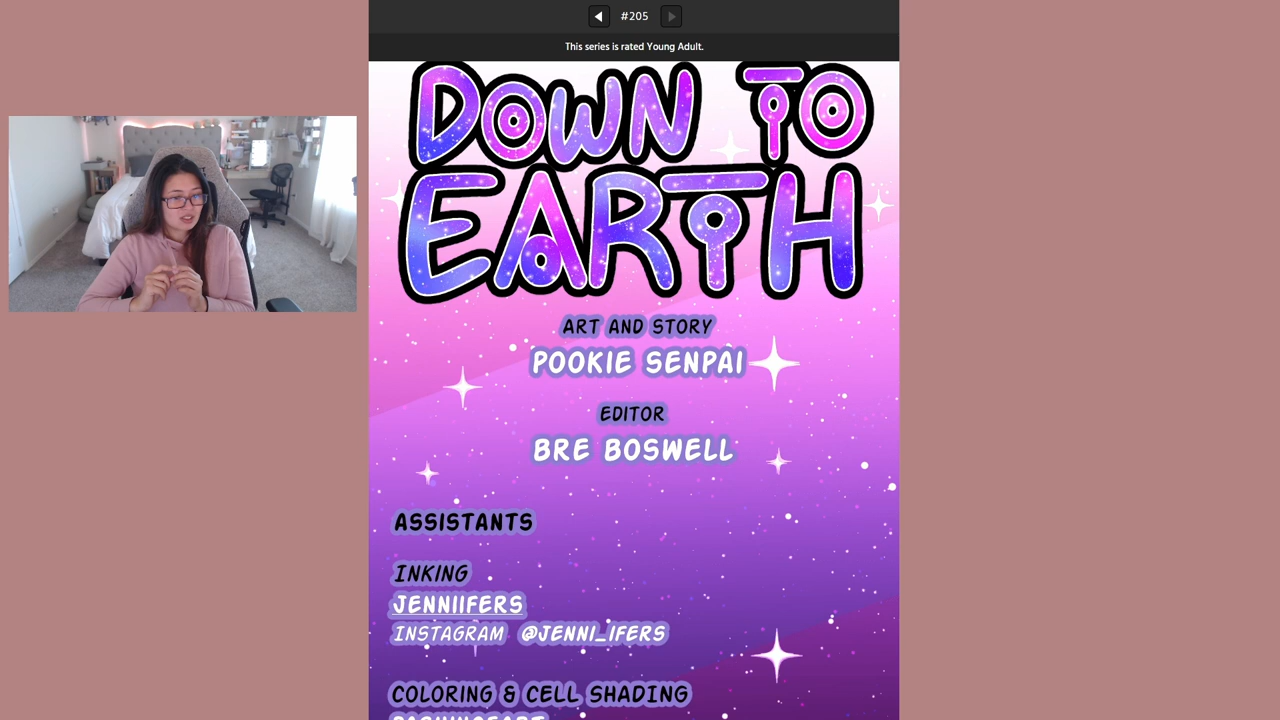 #205
This series is rated Young Adult.
DOWN TO
EARTH
ART AND STORY
POOKIE SENPAI
EDITOR
BRE BOSWELL
ASSISTANTS
INKING
JENNIIFERS
INSTAGRAM @JENNI_IFERS
COLORING & CELL SHADING